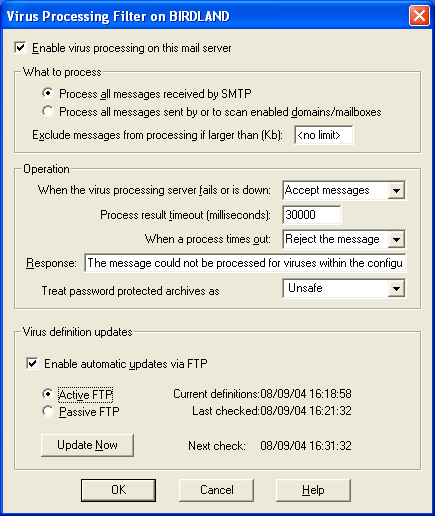 Virus Processing Filter on BIRDLAND
Enable virus processing on this mail server
What to process
Process all messages received by SMTP
Process all messages sent by or to scan enabled domains/mailboxes
Exclude messages from processing if larger than (Kb): <no limit>
Operation
When the virus processing server fails or is down: Accept messages
Process result timeout (milliseconds): 30000
When a process times out: Reject the message
Response: The message could not be processed for viruses within the configu
Treat password protected archives as Unsafe
Virus definition updates
Enable automatic updates via FTP
Active FTP Current definitions:08/09/04 16:18:58
Passive FTP Last checked:08/09/04 16:21:32
Update Now Next check: 08/09/04 16:31:32
OK Cancel Help